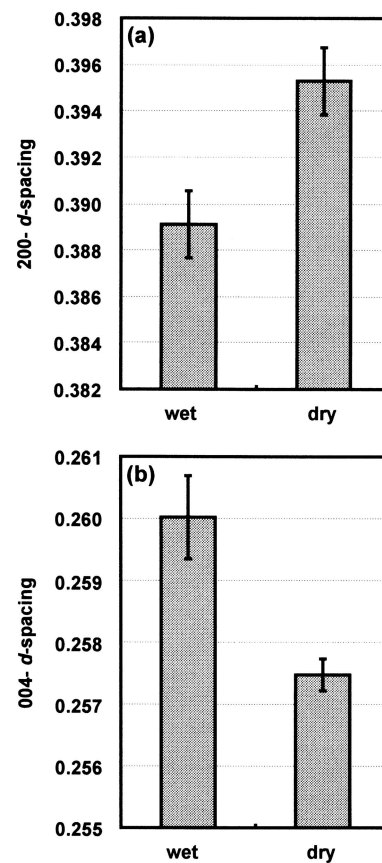 (a)
200- d-spacing
0.398
0.396
0.394
0.392
0.390
0.388
0.386
0.384
0.382
wet dry
(b)
004- d-spacing
0.261
0.260
0.259
0.258
0.257
0.256
0.255
wet dry